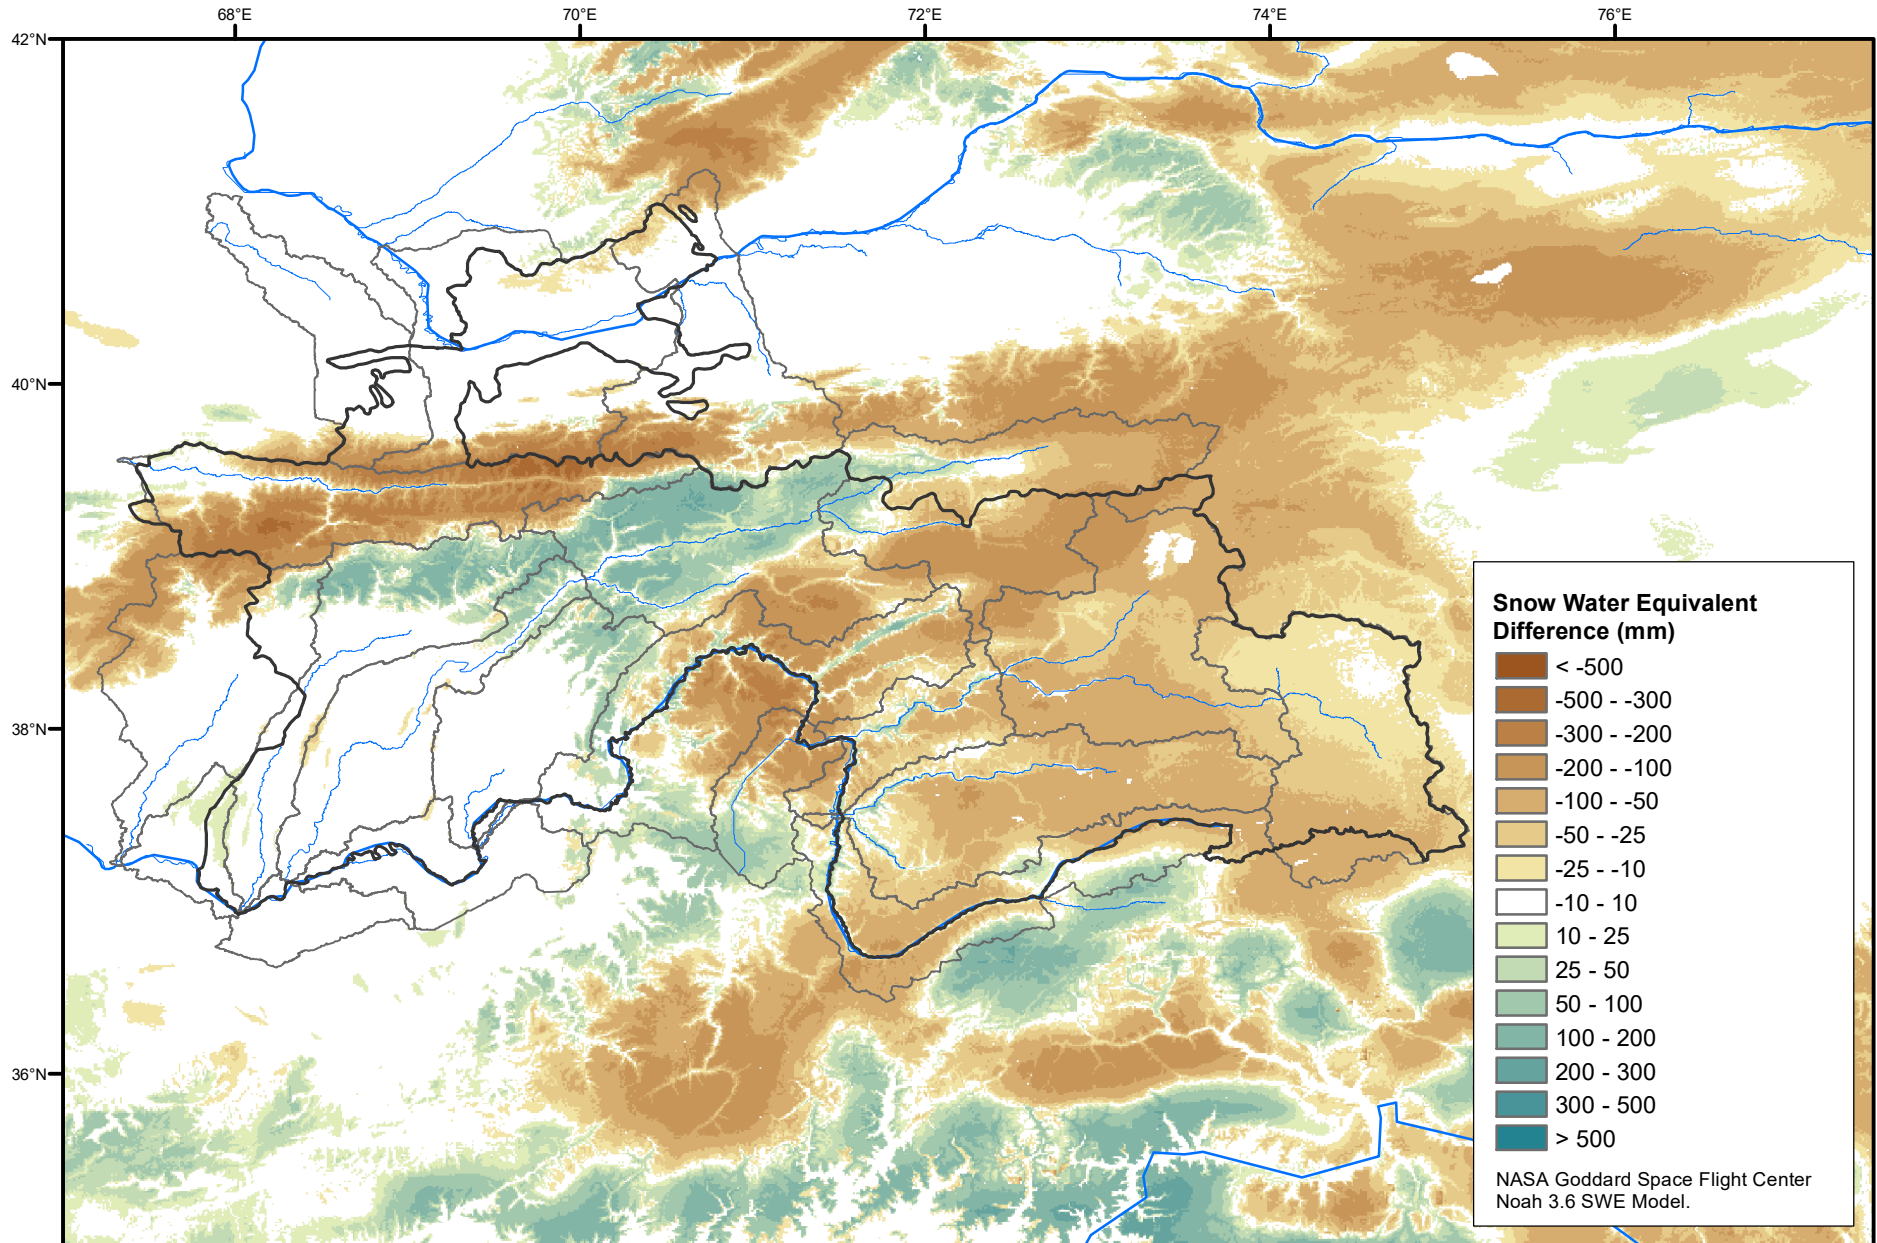 68°E
70°E
72°E
74°E
76°E
42°N
40°N
38°N
36°N
Snow Water Equivalent
Difference (mm)
< -500
-500 - -300
-300 - -200
-200 - -100
-100 - -50
-50 - -25
-25 - -10
-10 - 10
10 - 25
25 - 50
50 - 100
100 - 200
200 - 300
300 - 500
> 500
NASA Goddard Space Flight Center
Noah 3.6 SWE Model.